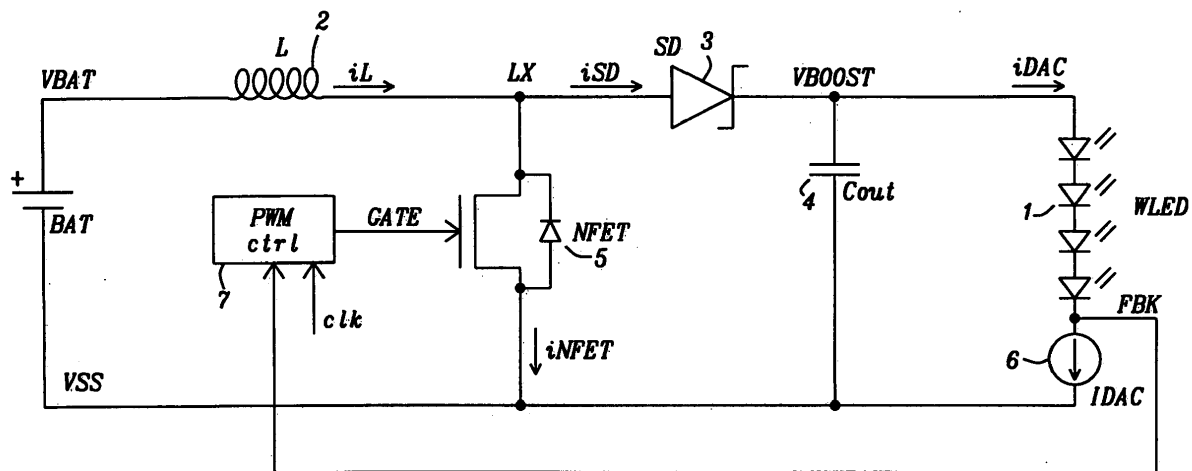 2
L
iL
LX
iSD
SD
3
VBAT
VBOOST
iDAC
+
BAT
PWM
ctrl
GATE
NFET
5
4
Cout
1
WLED
7
clk
iNFET
FBK
6
VSS
IDAC